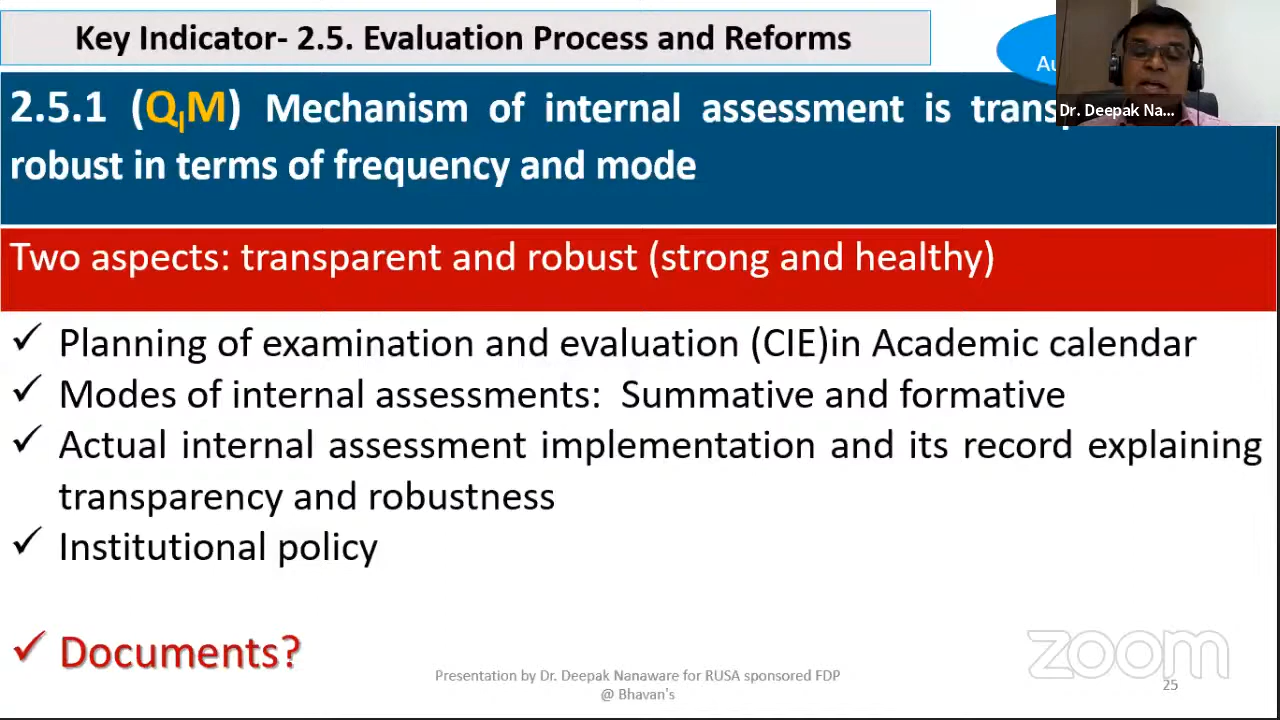 Key Indicator- 2.5. Evaluation Process and Reforms
Au
Dr. Deepak Na...
2.5.1 (QlM) Mechanism of internal assessment is trans
robust in terms of frequency and mode
Two aspects: transparent and robust (strong and healthy)
✓ Planning of examination and evaluation (CIE)in Academic calendar
✓ Modes of internal assessments: Summative and formative
✓ Actual internal assessment implementation and its record explaining
transparency and robustness
✓ Institutional policy
✓ Documents?
zoom
Presentation by Dr. Deepak Nanaware for RUSA sponsored FDP
@ Bhavan's
25